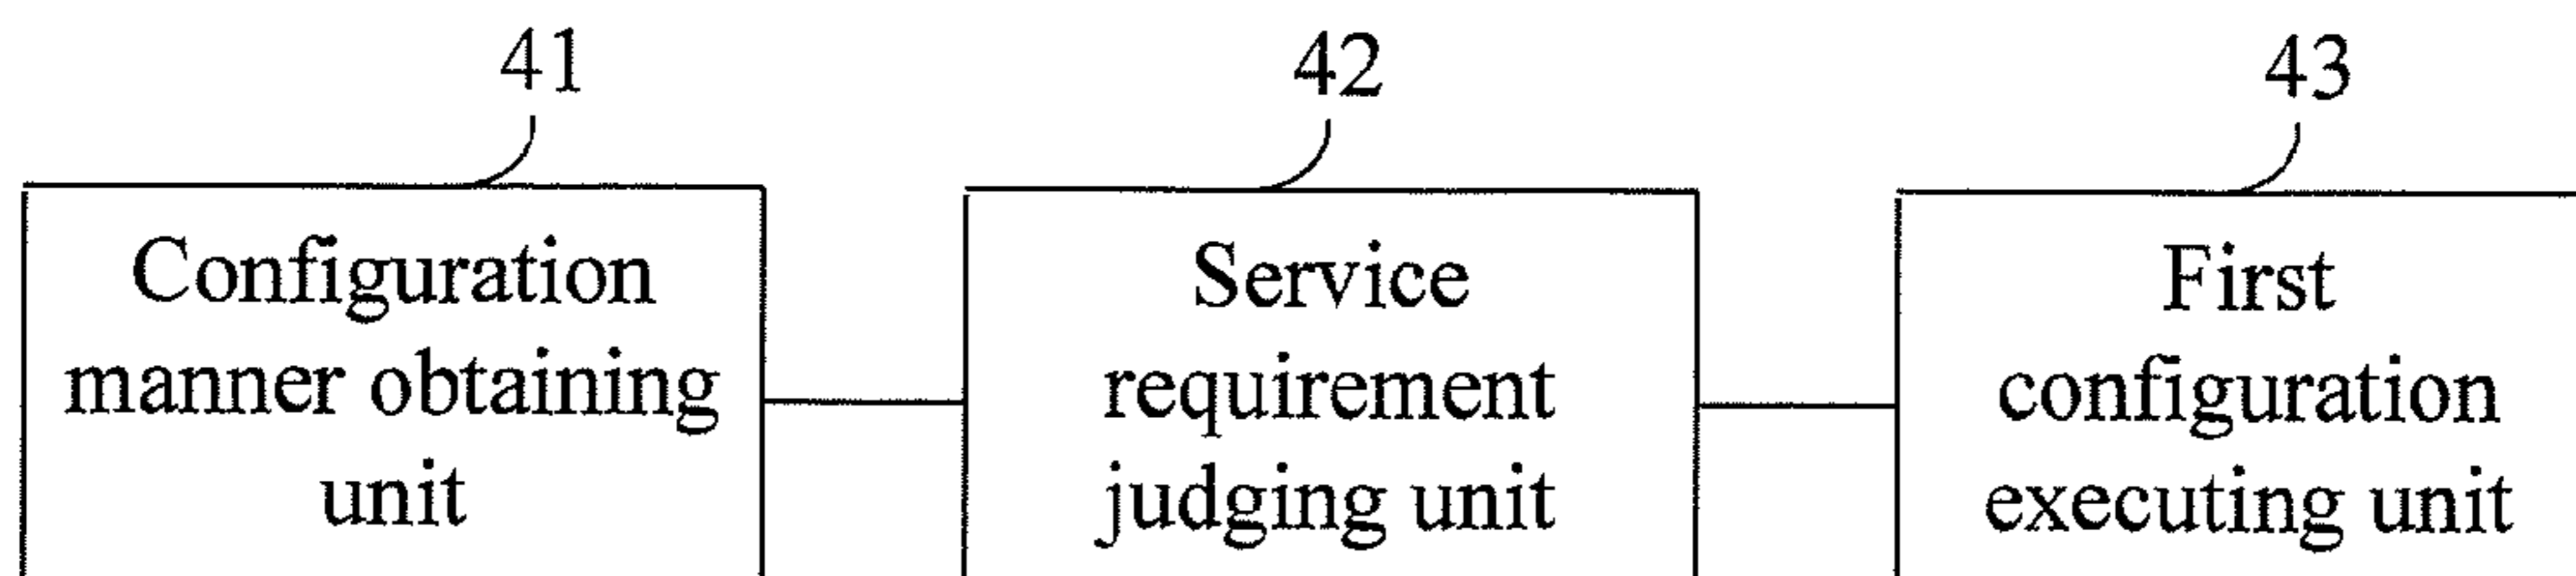 41
42
43
Configuration
manner obtaining
unit
Service
requirement
judging unit
First
configuration
executing unit